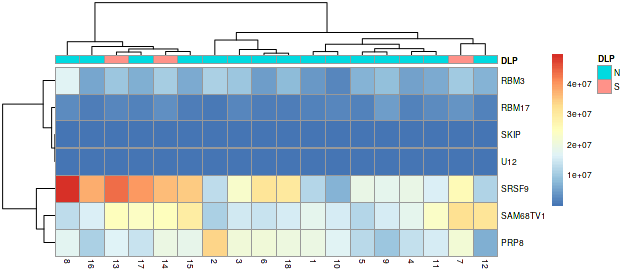 DLP
DLP
N
S
4e+07
3e+07
2e+07
1e+07
RBM3
RBM17
SKIP
U12
SRSF9
SAM68TV1
PRP8
8 16 13 17 14 15 2 3 6 18 1 10 5 9 4 11 7 12